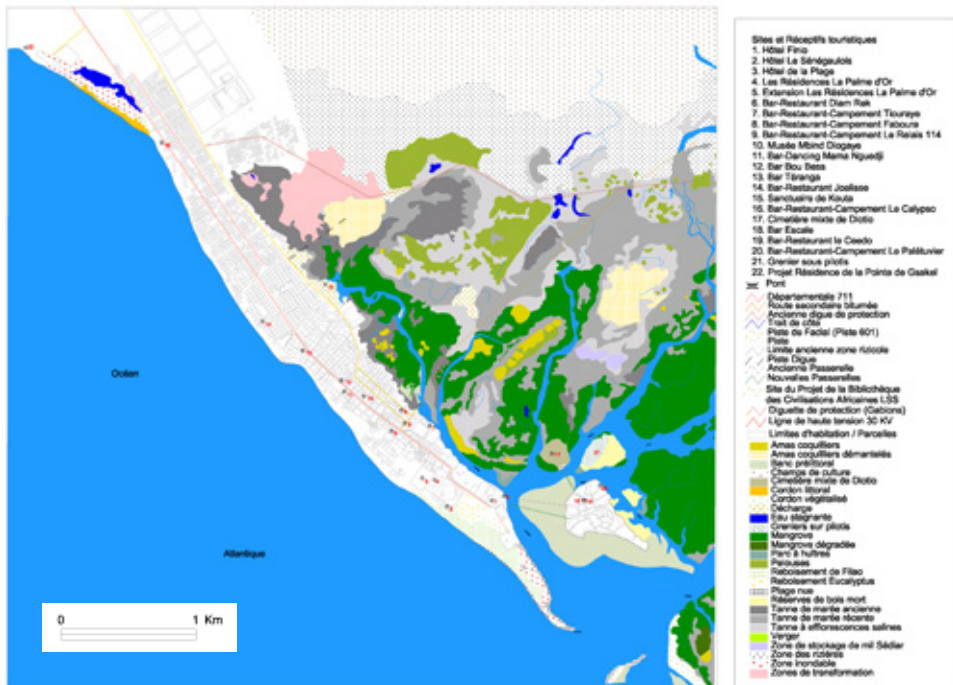 Océan
Atlantique
0 1 Km
Sites et Réceptifs touristiques
1. Hôtel Finio
2. Hôtel Le Sénégaulois
3. Hôtel de la Plage
4. Les Résidences La Palme d'Or
5. Extension Les Résidences La Palme d'Or
6. Bar-Restaurant Diam Rek
7. Bar-Restaurant-Campement Tiouraye
8. Bar-Restaurant-Campement Faboura
9. Bar-Restaurant-Campement Le Relais 114
10. Musée Mbind Diogoye
11. Bar-Dancing Mama Nguedji
12. Bar Bou Bess
13. Bar Téranga
14. Bar-Restaurant Joalisse
15. Sanctuaire de Kouta
16. Bar-Restaurant-Campement Le Calypso
17. Cimetière mixte de Diotio
18. Bar Escale
19. Bar-Restaurant le Ceedo
20. Bar-Restaurant-Campement Le Palétuvier
21. Grenier sous pilotis
22. Projet Résidence de la Pointe de Gaskel
Pont
Départementale 711
Route secondaire bitumée
Ancienne digue de protection
Trait de côte
Piste de Fadial (Piste 601)
Piste
Limite ancienne zone rizicole
Piste Digue
Ancienne Passerelle
Nouvelles Passerelles
Site du Projet de la Bibliothèque
des Civilisations Africaines LSS
Diguette de protection (Gabions)
Ligne de haute tension 30 KV
Limites d'habitation / Parcelles
Amas coquilliers
Amas coquilliers démantelés
Banc prélittoral
Champs de culture
Cimetière mixte de Diotio
Cordon littoral
Cordon végétalisé
Décharge
Eau stagnante
Greniers sur pilotis
Mangrove
Mangrove dégradée
Parc à huîtres
Pelouses
Reboisement de Filao
Reboisement Eucalyptus
Plage nue
Réserves de bois mort
Tanne de marée ancienne
Tanne de marée récente
Tanne à efflorescences salines
Verger
Zone de stockage de mil Sédiar
Zone des rizières
Zone inondable
Zones de transformation